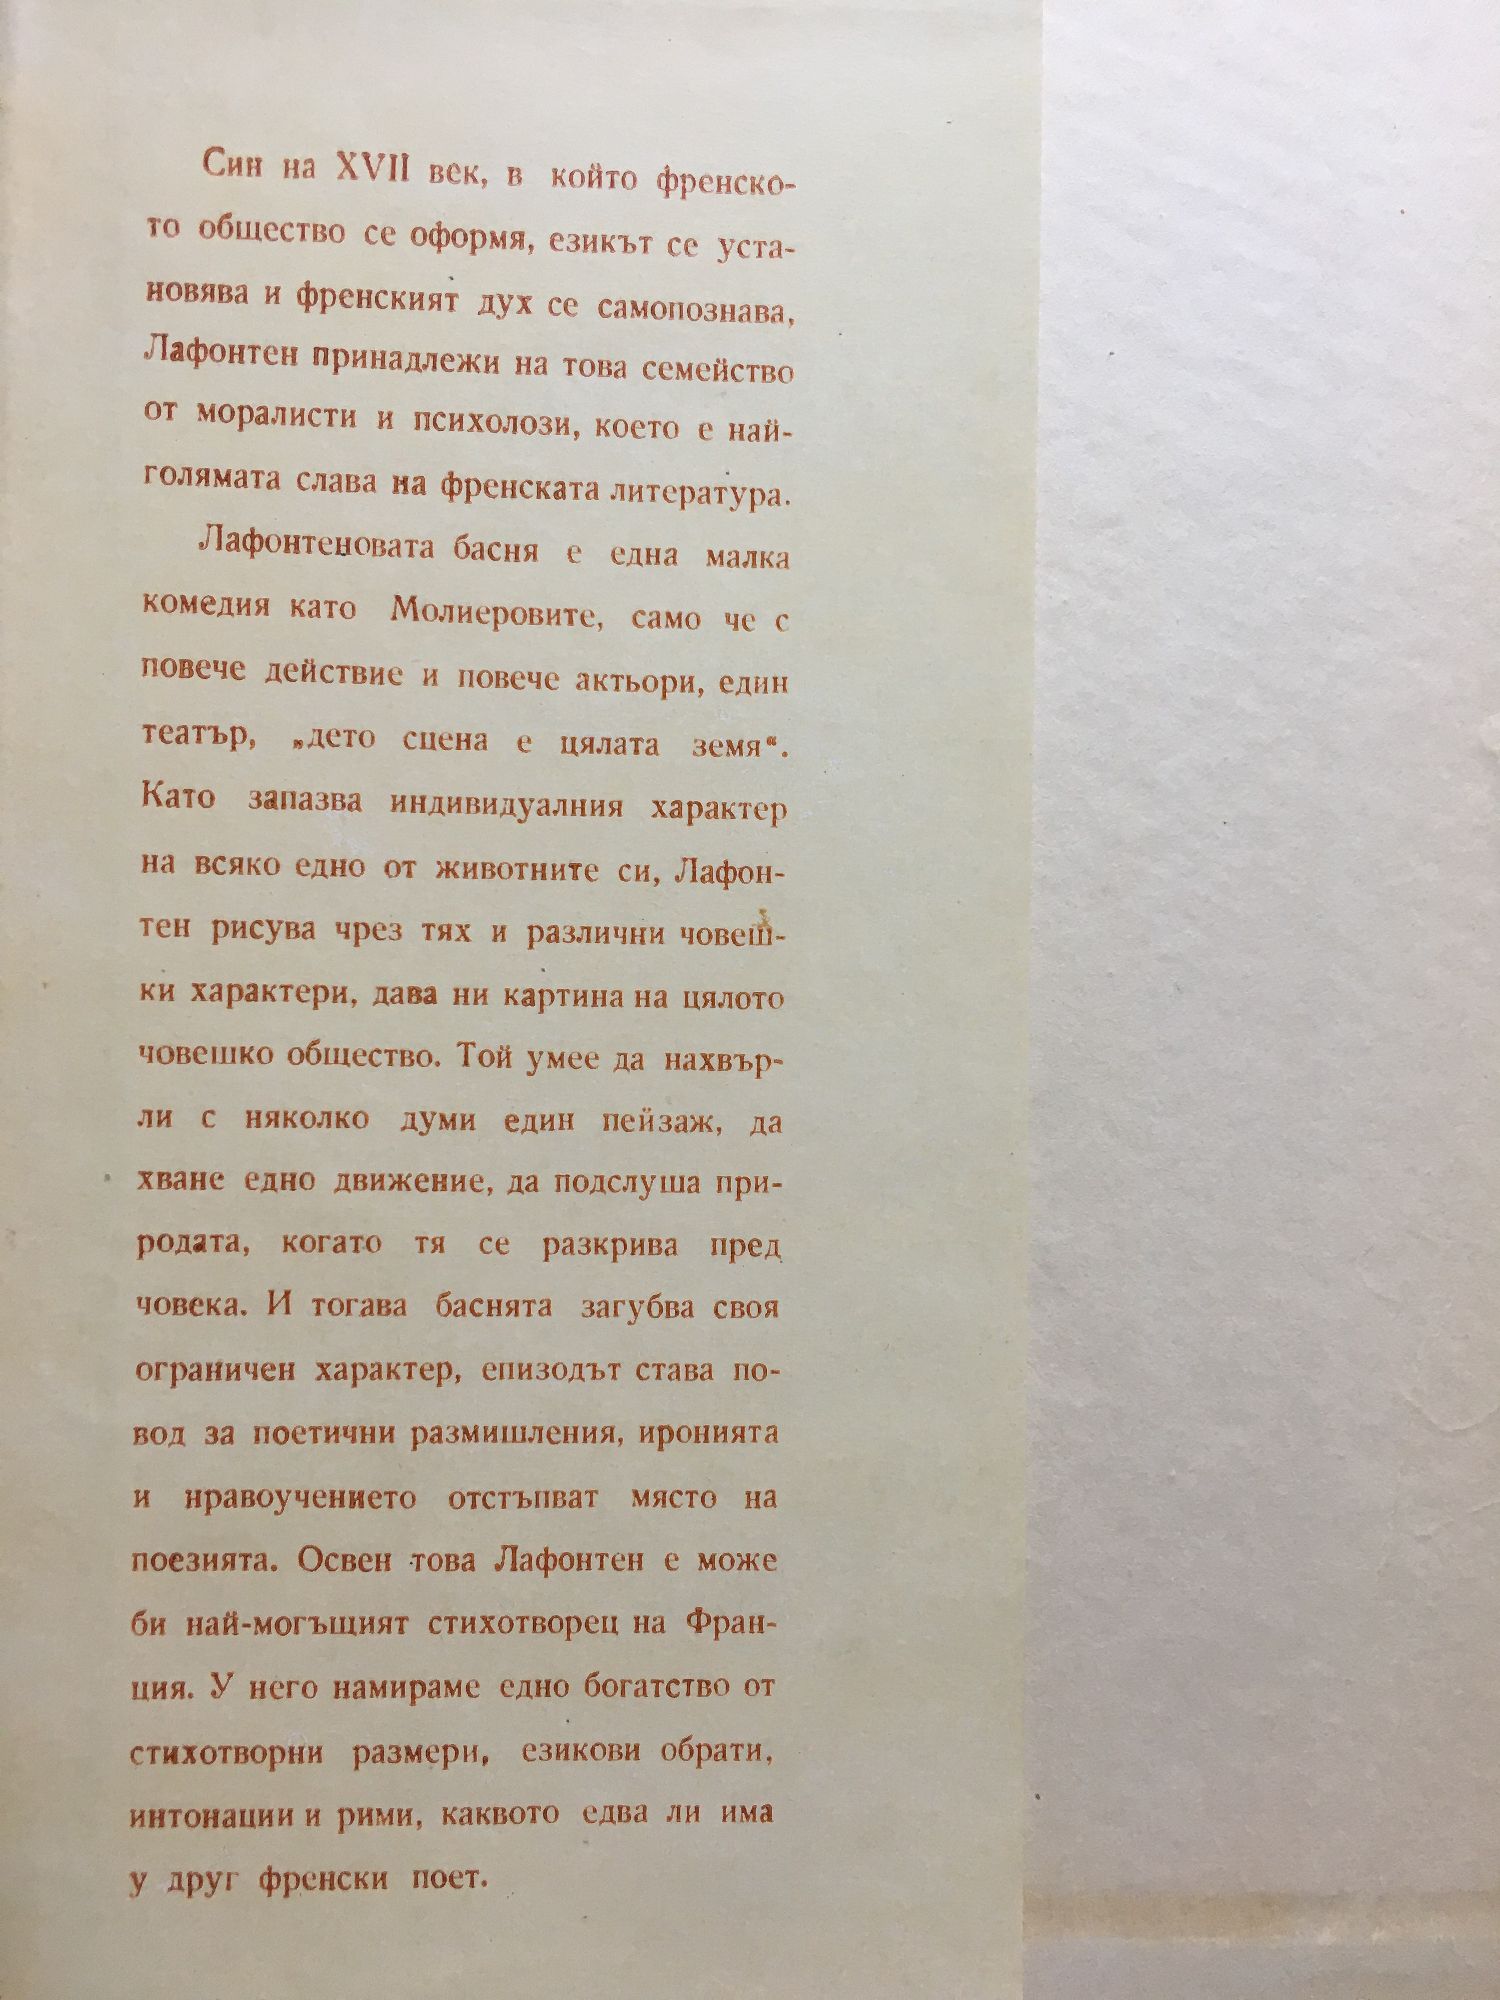 Син на XVII век, в който френско-
то общество се оформя, езикът се уста-
новява и френският дух се самопознава,
Лафонтен принадлежи на това семейство
от моралисти и психолози, което е най-
голямата слава на френската литература.
Лафонтеновата басня е една малка
комедия като Молиеровите, само че с
повече действие и повече актьори, един
театър, „дето сцена е цялата земя“.
Като запазва индивидуалния характер
на всяко едно от животните си, Лафон-
тен рисува чрез тях и различни човеш-
ки характери, дава ни картина на цялото
човешко общество. Той умее да нахвър-
ли с няколко думи един пейзаж, да
хване едно движение, да подслуша при-
родата, когато тя се разкрива пред
човека. И тогава баснята загубва своя
ограничен характер, епизодът става по-
вод за поетични размишления, иронията
и нравоучението отстъпват място на
поезията. Освен това Лафонтен е може
би най-могъщият стихотворец на Фран-
ция. У него намираме едно богатство от
стихотворни размери, езикови обрати,
интонации и рими, каквото едва ли има
у друг френски поет.